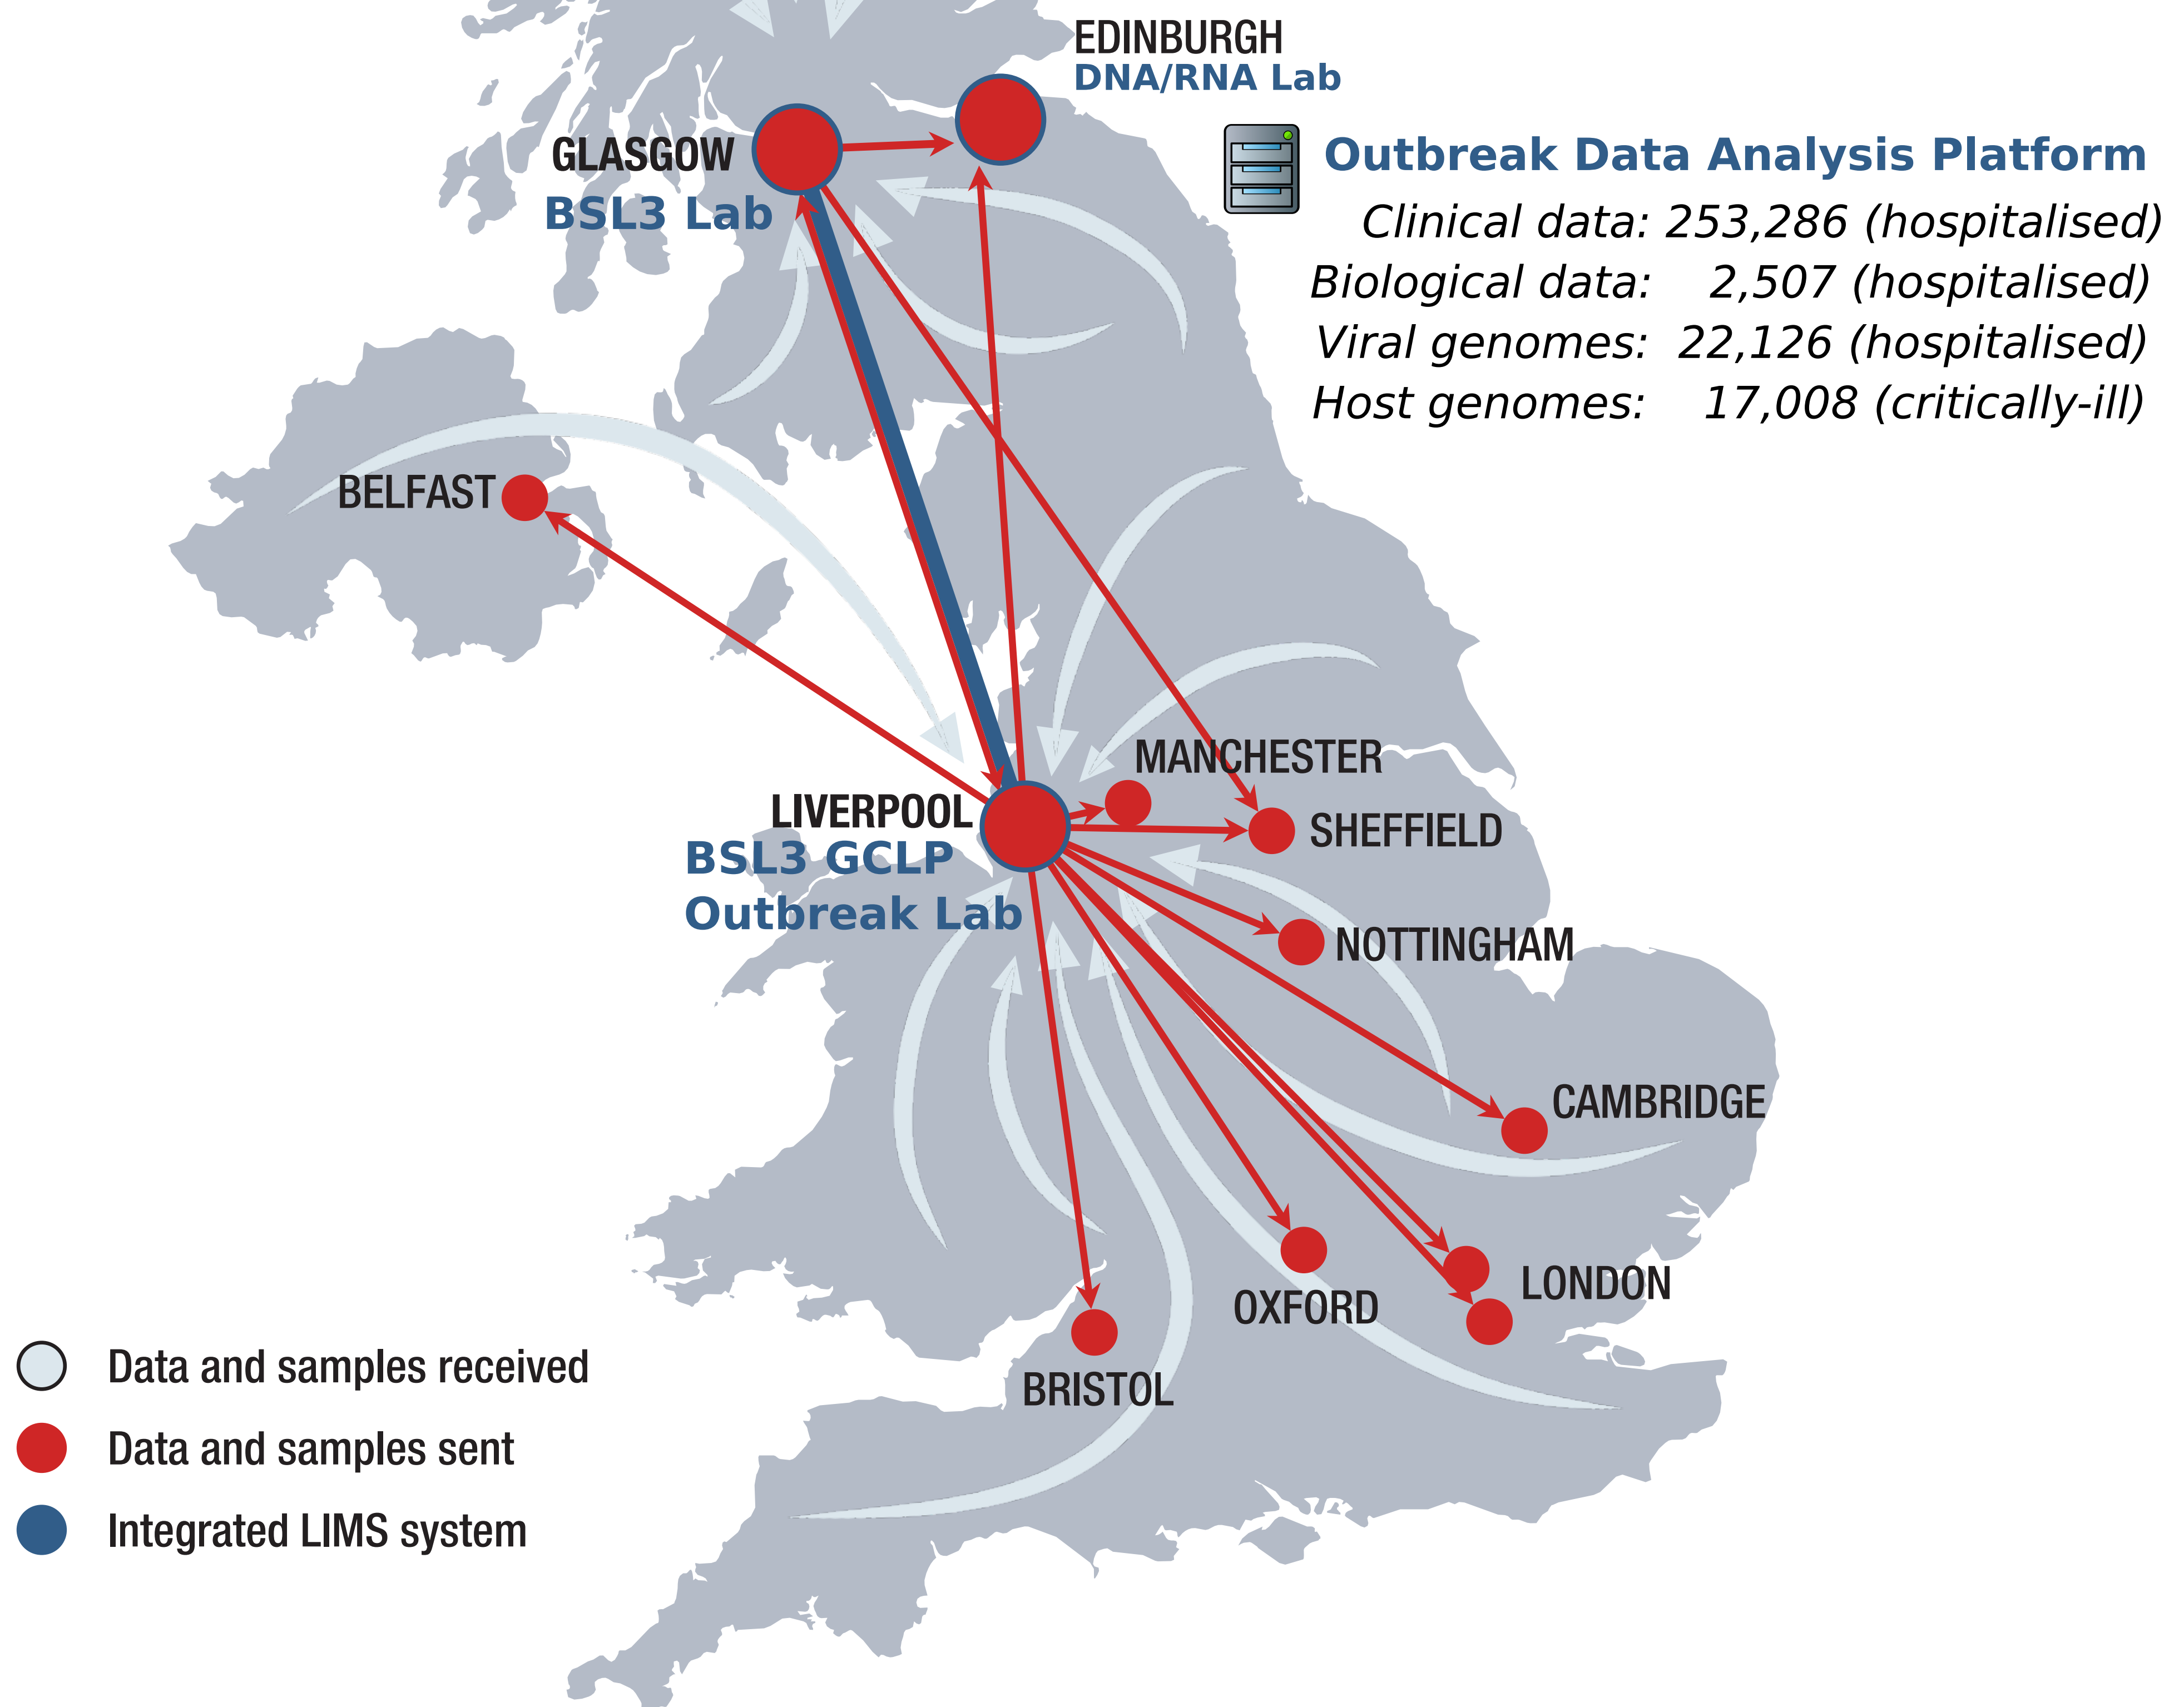 EDINBURGH
DNA/RNA Lab
GLASGOW
BSL3 Lab
Outbreak Data Analysis Platform
Clinical data: 253,286 (hospitalised)
Biological data: 2,507 (hospitalised)
Viral genomes: 22,126 (hospitalised)
Host genomes: 17,008 (critically-ill)
BELFAST
MANCHESTER
LIVERPOOL
BSL3 GCLP
Outbreak Lab
SHEFFIELD
NOTTINGHAM
CAMBRIDGE
LONDON
OXFORD
BRISTOL
Data and samples received
Data and samples sent
Integrated LIMS system